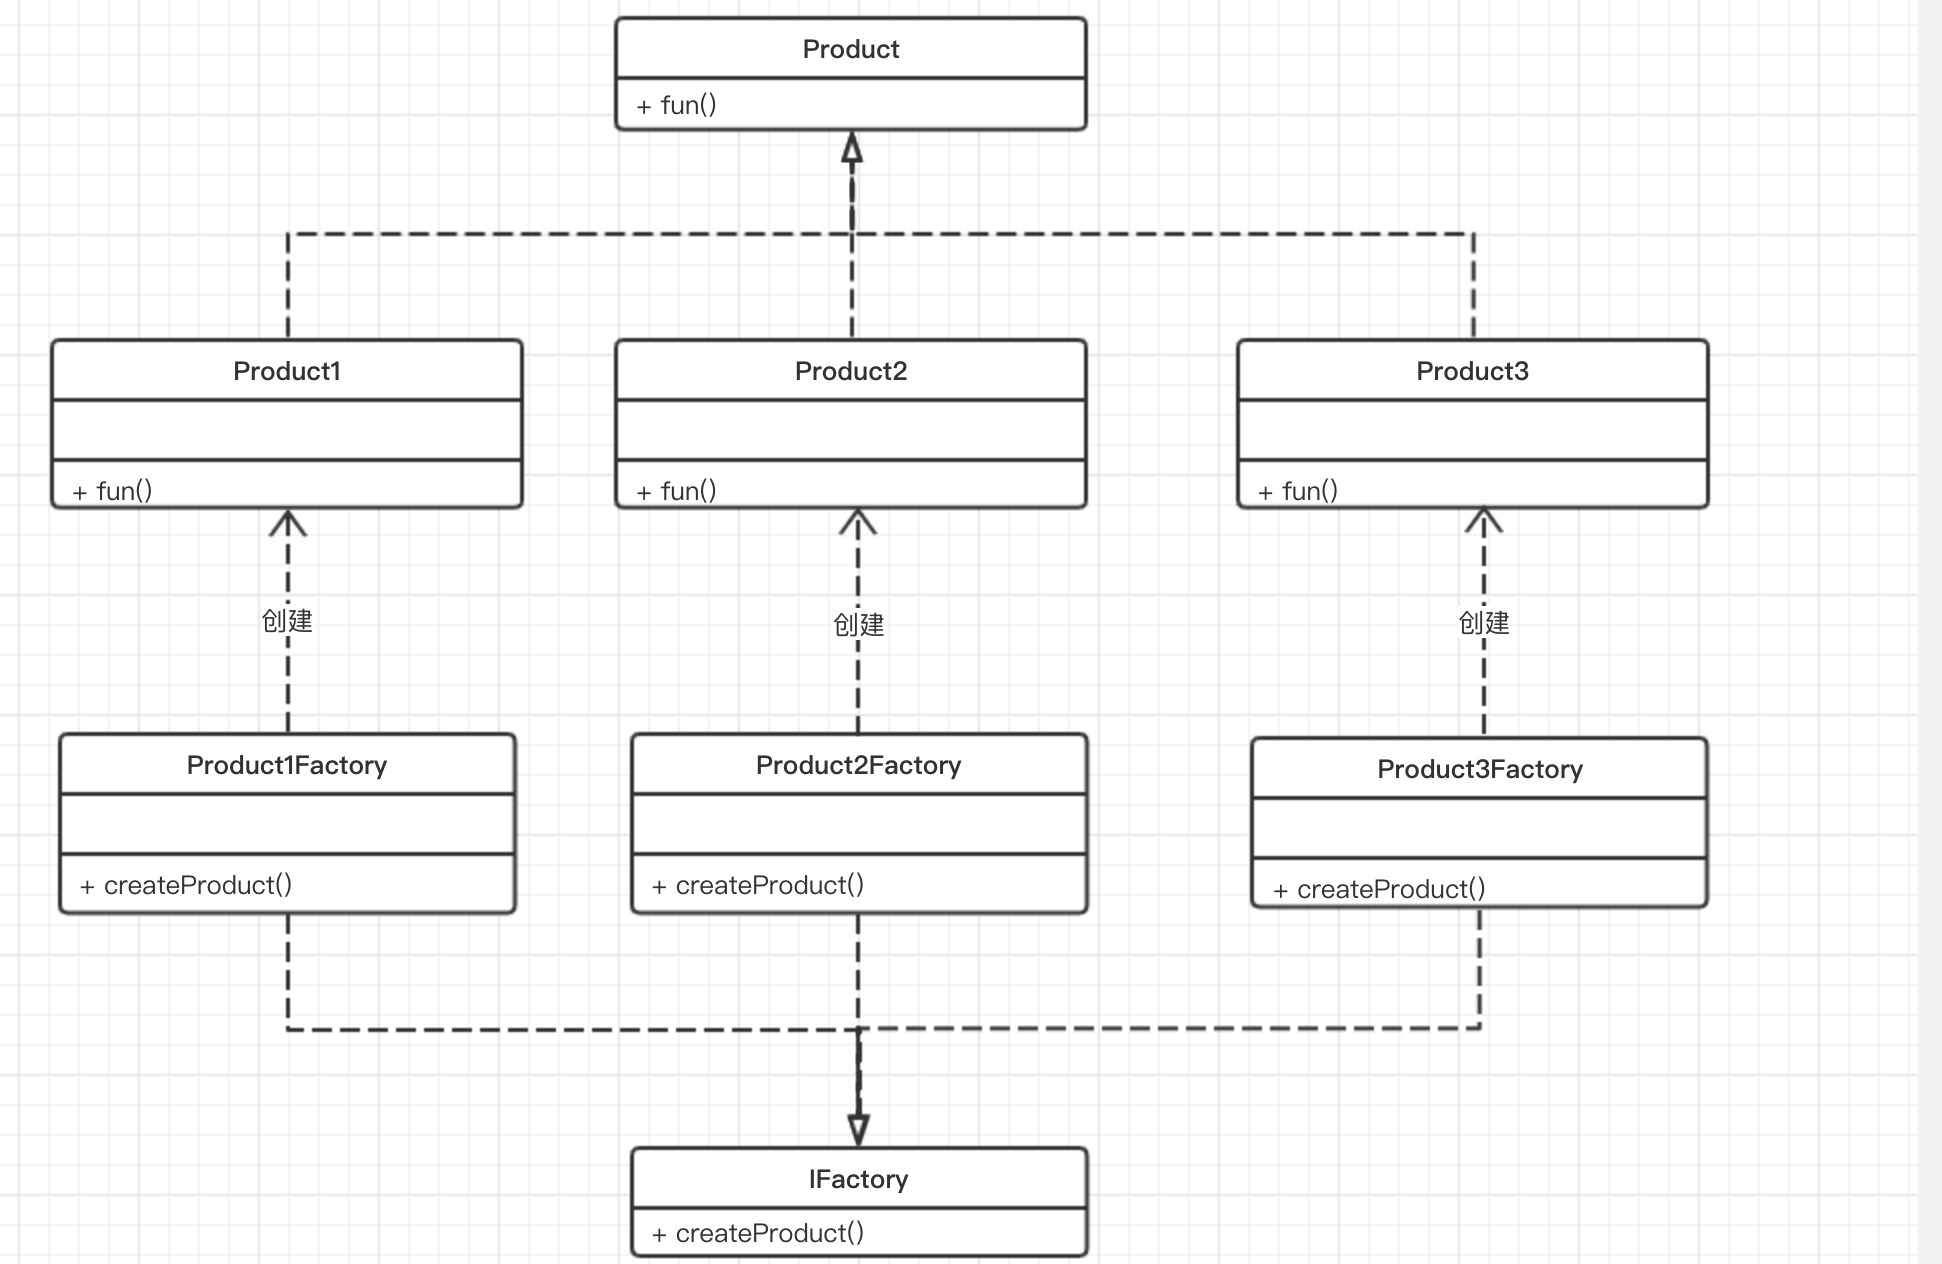 Product
+ fun()
Product1
Product2
Product3
+ fun()
+ fun()
+ fun()
创建
创建
创建
Product1Factory
Product2Factory
Product3Factory
+ createProduct()
+ createProduct()
+ createProduct()
IFactory
+ createProduct()